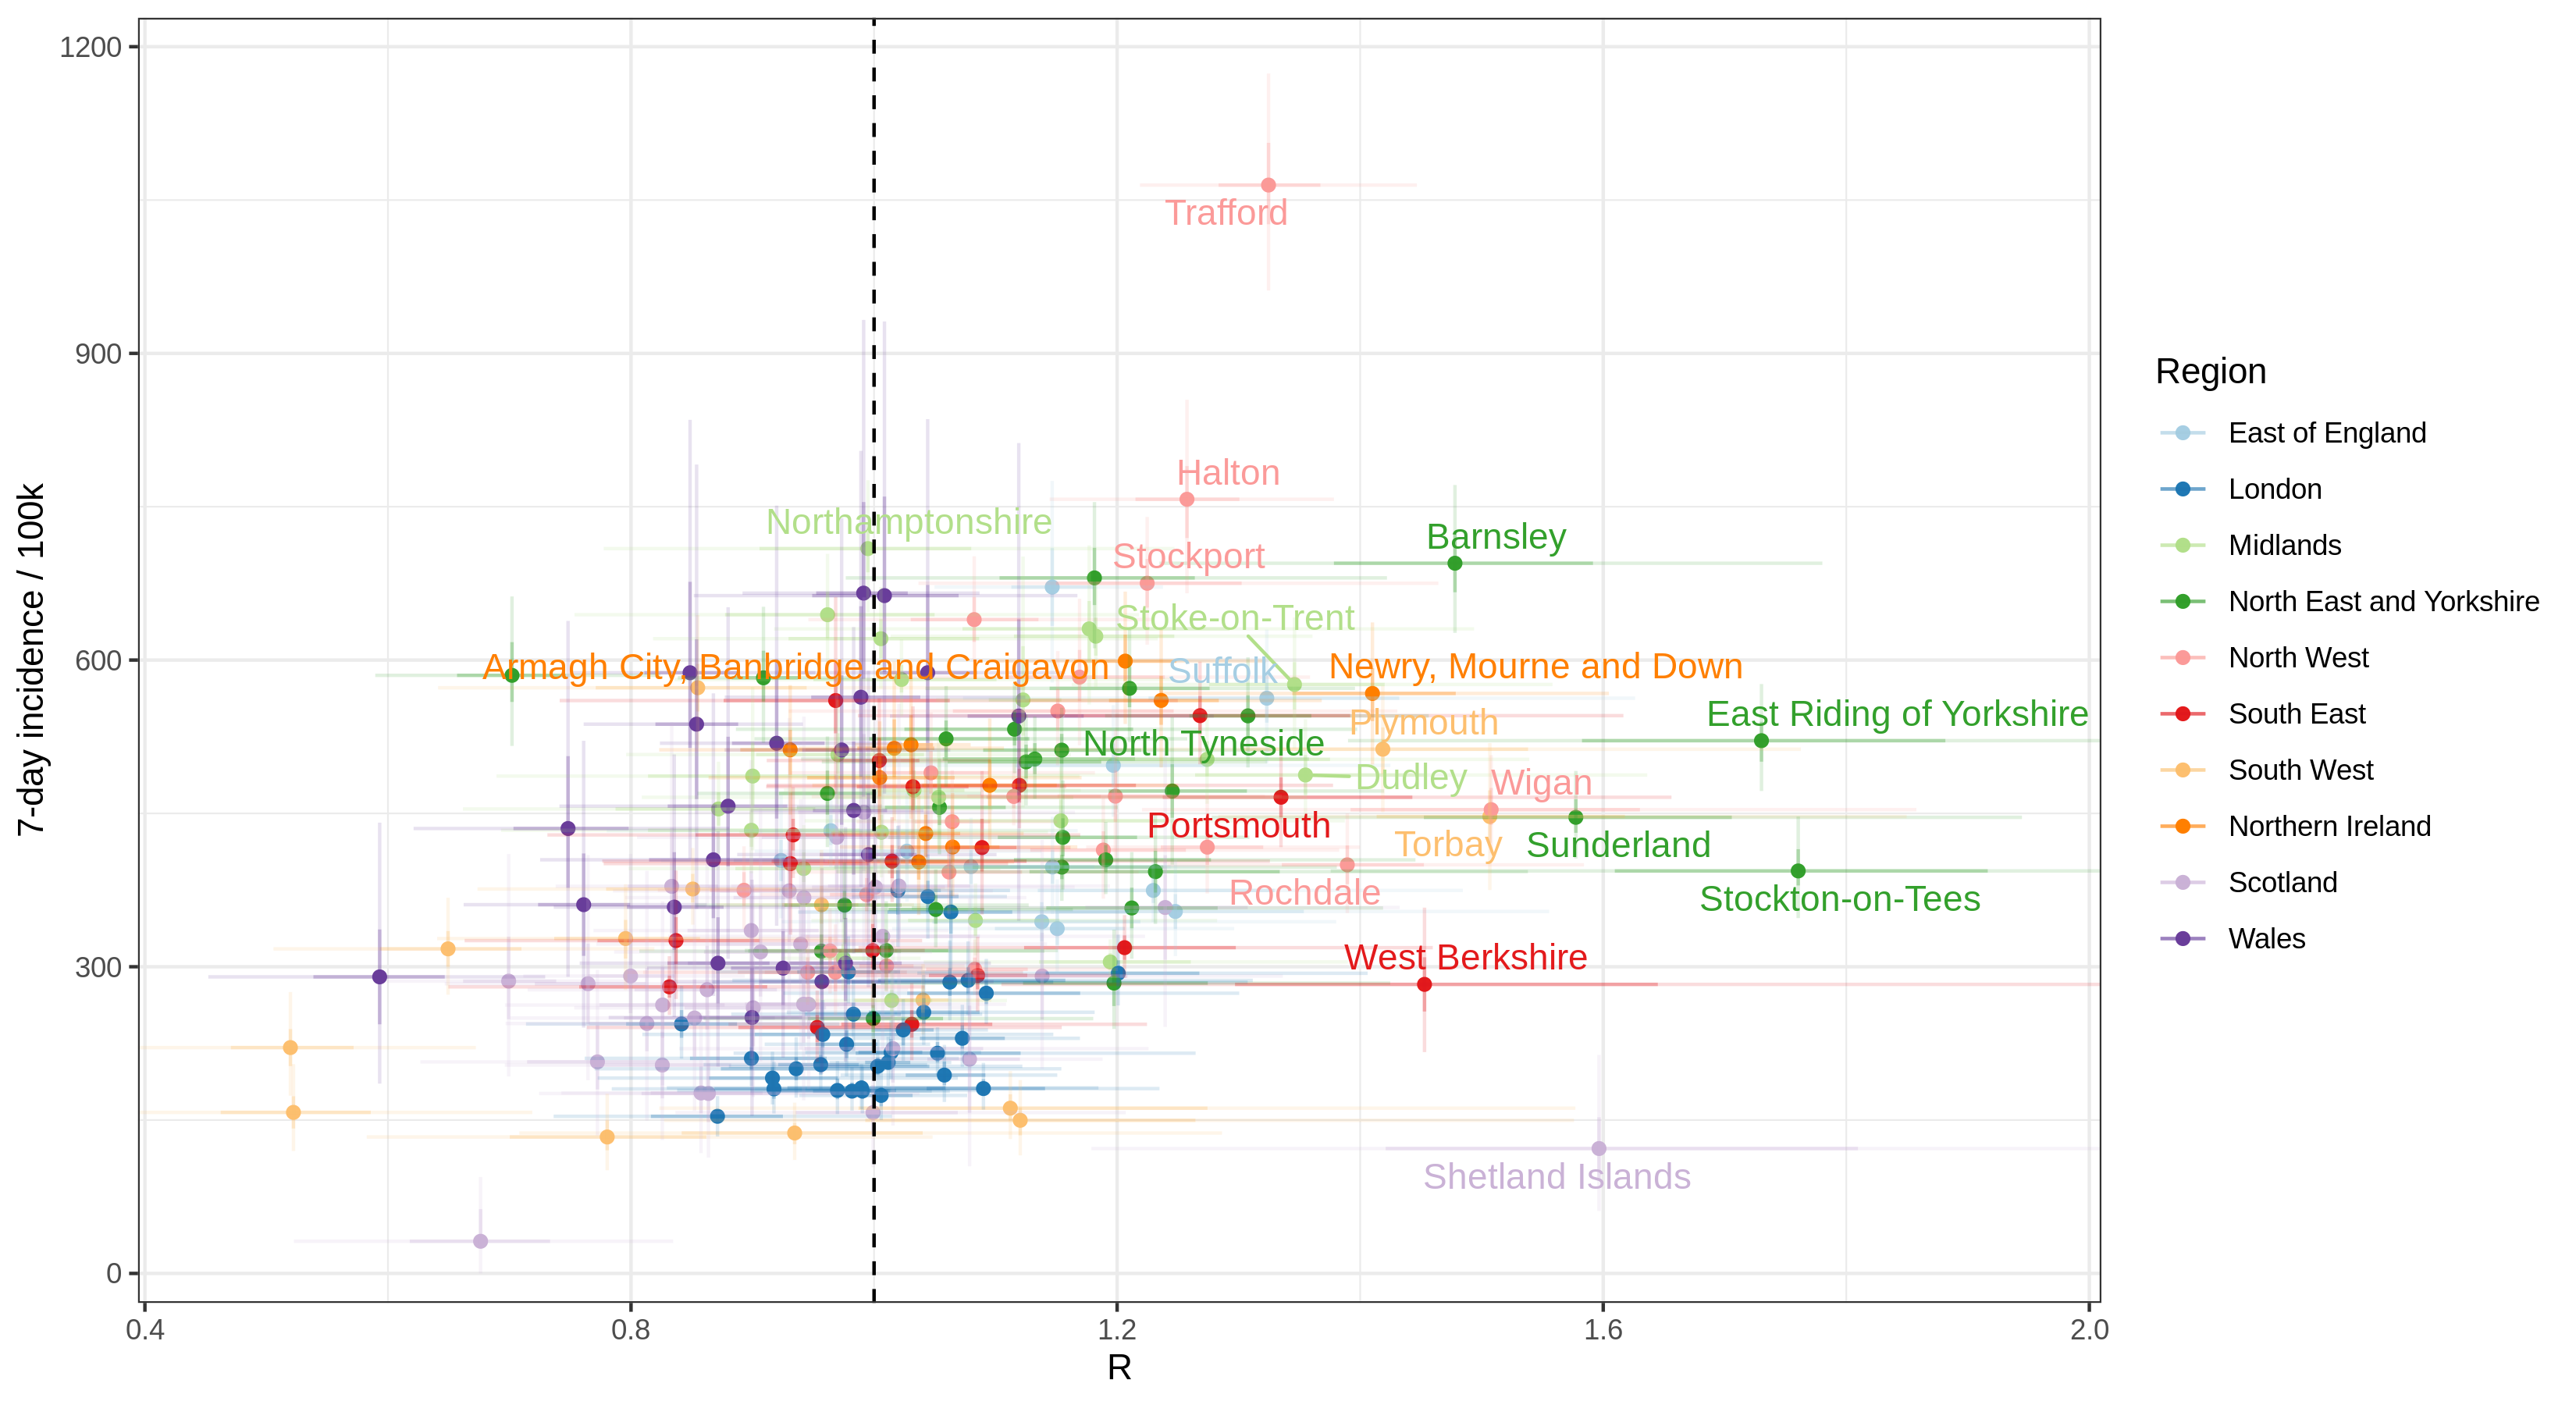 1200
900
600
300
0
7-day incidence / 100k
0.4
0.8
1.2
1.6
2.0
R
Trafford
Halton
Northamptonshire
Stockport
Barnsley
Stoke-on-Trent
Armagh City, Banbridge and Craigavon
Suffolk
Newry, Mourne and Down
East Riding of Yorkshire
Plymouth
North Tyneside
Dudley
Wigan
Portsmouth
Torbay
Sunderland
Rochdale
Stockton-on-Tees
West Berkshire
Shetland Islands
Region
East of England
London
Midlands
North East and Yorkshire
North West
South East
South West
Northern Ireland
Scotland
Wales